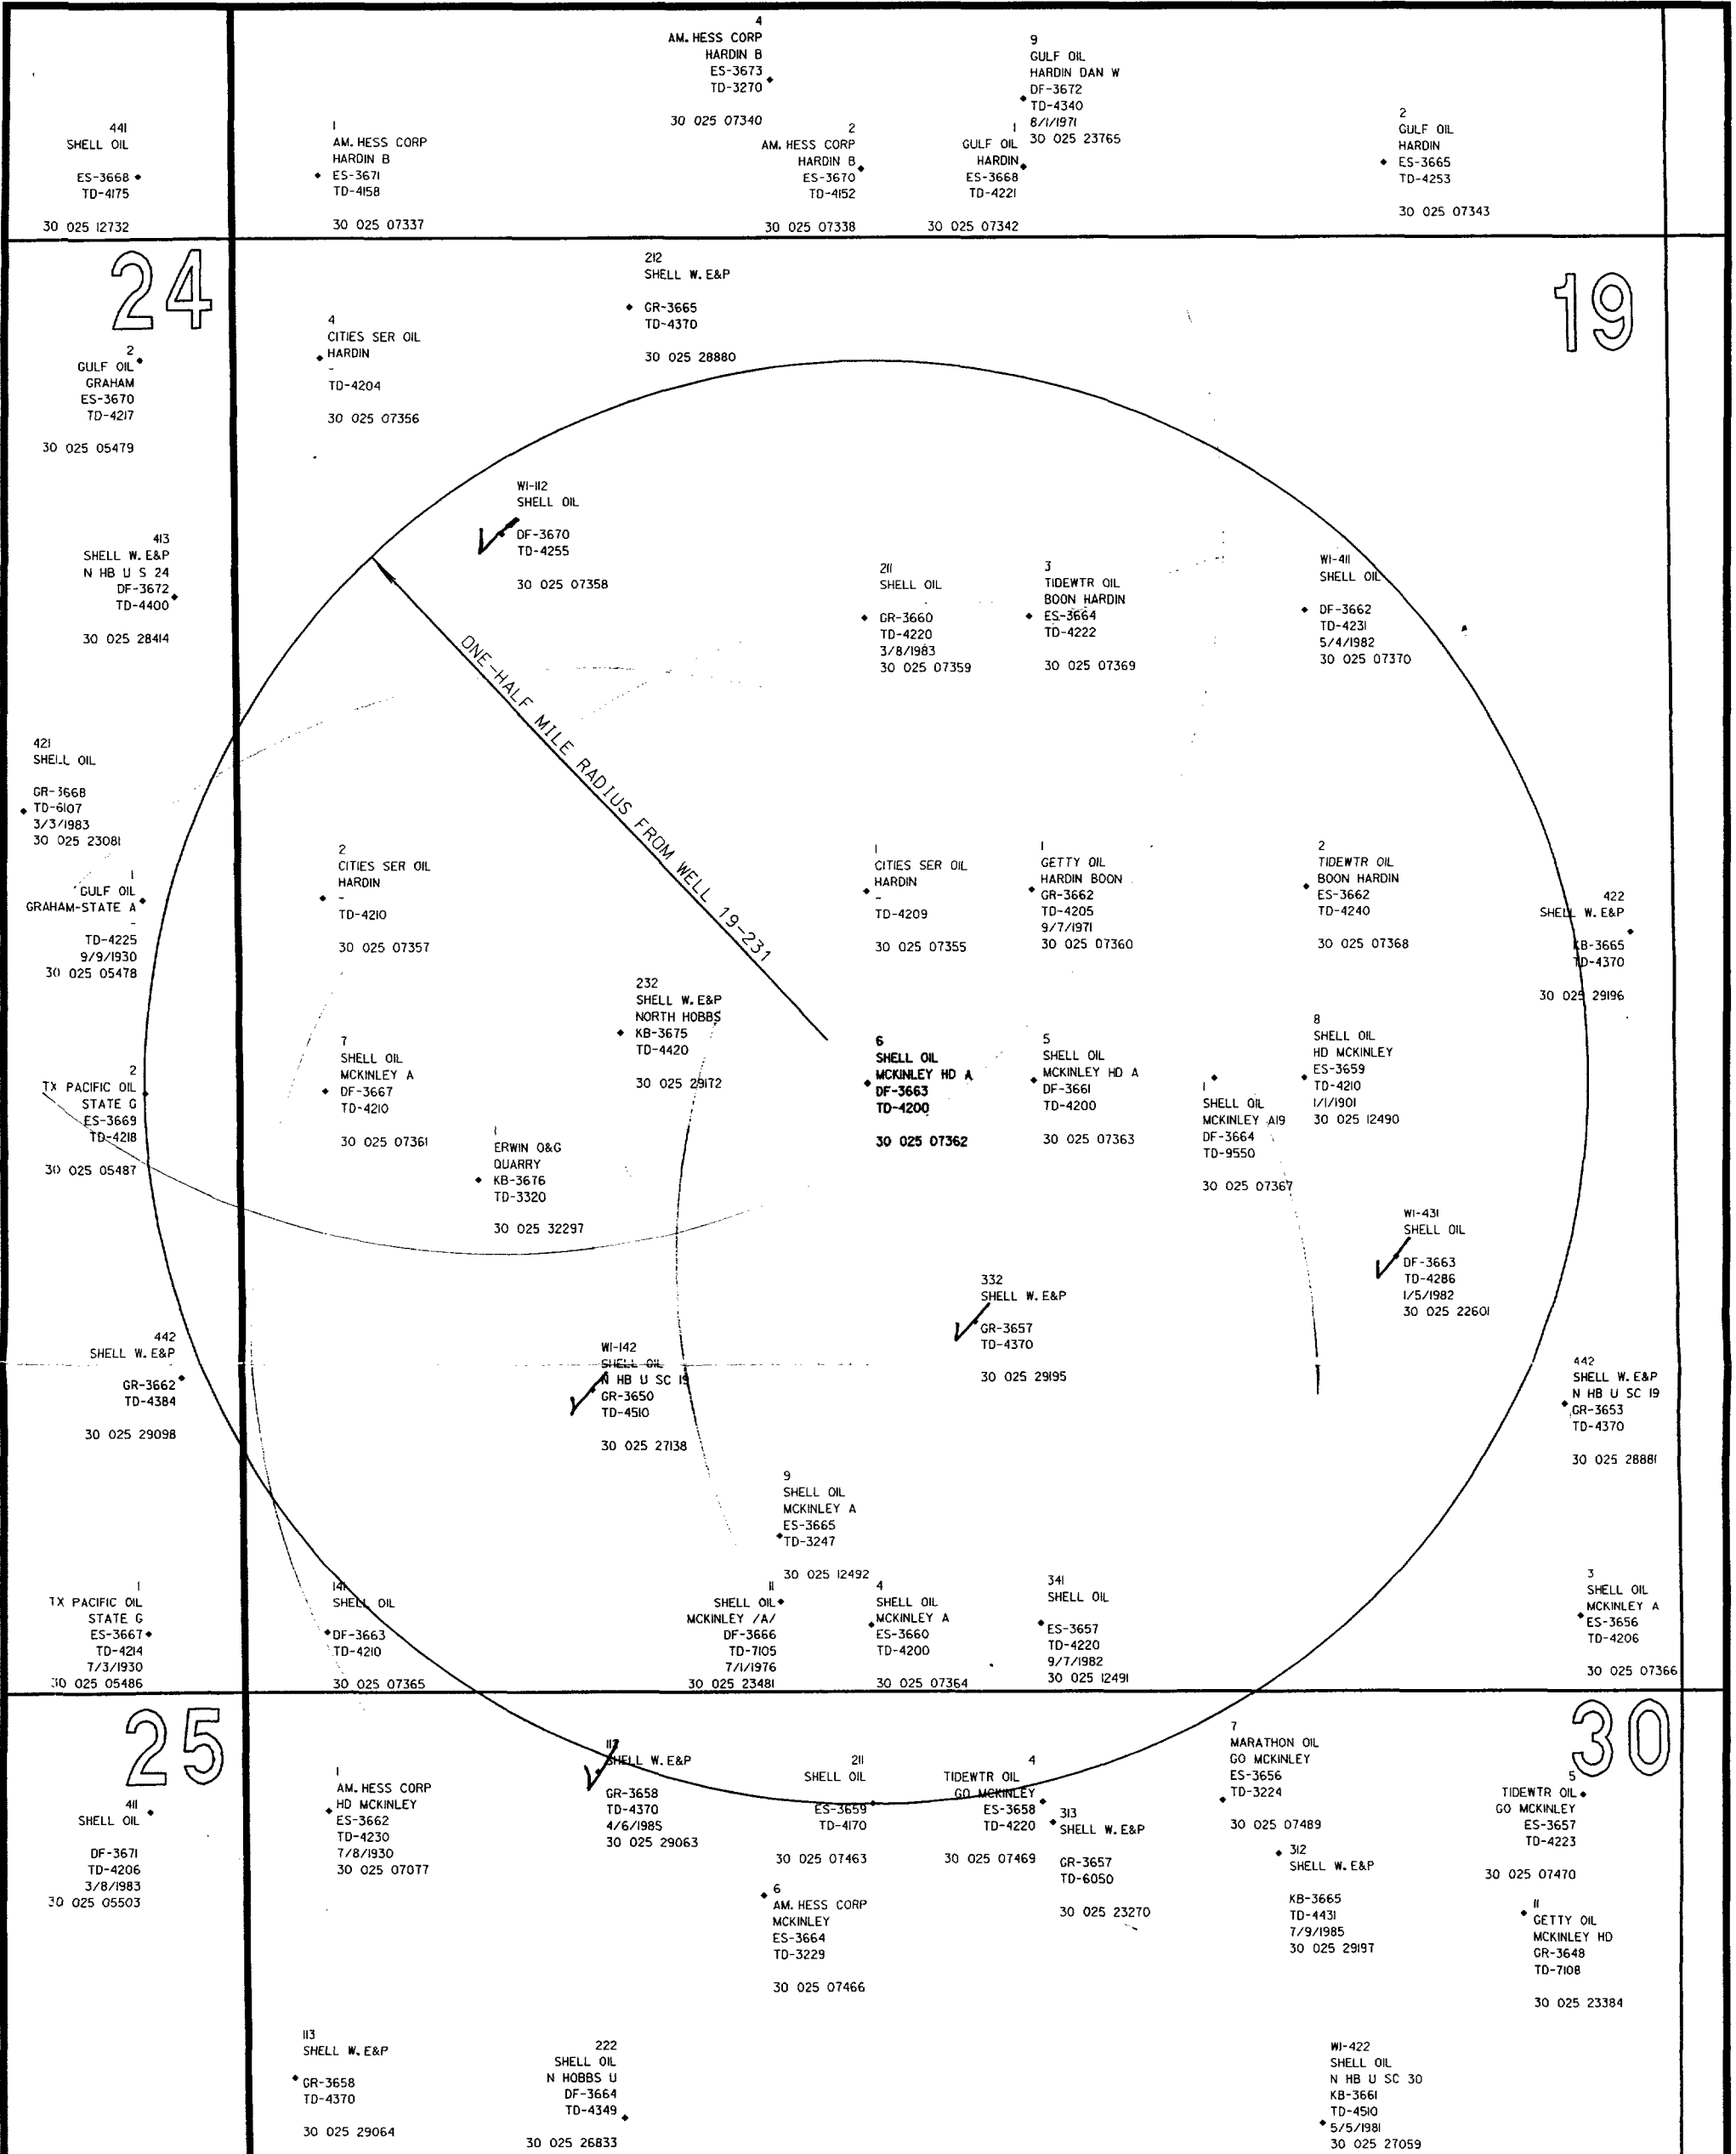 4
AM. HESS CORP
HARDIN B
ES-3673
TD-3270
30 025 07340
9
GULF OIL
HARDIN DAN W
DF-3672
TD-4340
8/1/1971
30 025 23765
441
SHELL OIL
ES-3668
TD-4175
30 025 12732
1
AM. HESS CORP
HARDIN B
ES-3671
TD-4158
30 025 07337
2
AM. HESS CORP
HARDIN B
ES-3670
TD-4152
30 025 07338
1
GULF OIL
HARDIN
ES-3668
TD-4221
30 025 07342
2
GULF OIL
HARDIN
ES-3665
TD-4253
30 025 07343
24
19
212
SHELL W. E&P
GR-3665
TD-4370
30 025 28880
4
CITIES SER OIL
HARDIN
-
TD-4204
30 025 07356
2
GULF OIL
GRAHAM
ES-3670
TD-4217
30 025 05479
WI-112
SHELL OIL
DF-3670
TD-4255
30 025 07358
413
SHELL W. E&P
N HB U S 24
DF-3672
TD-4400
30 025 28414
211
SHELL OIL
GR-3660
TD-4220
3/8/1983
30 025 07359
3
TIDEWTR OIL
BOON HARDIN
ES-3664
TD-4222
30 025 07369
WI-411
SHELL OIL
DF-3662
TD-4231
5/4/1982
30 025 07370
ONE-HALF MILE RADIUS FROM WELL 19-231
421
SHELL OIL
GR-3668
TD-6107
3/3/1983
30 025 23081
1
GULF OIL
GRAHAM-STATE A
-
TD-4225
9/9/1930
30 025 05478
2
CITIES SER OIL
HARDIN
-
TD-4210
30 025 07357
1
CITIES SER OIL
HARDIN
-
TD-4209
30 025 07355
1
GETTY OIL
HARDIN BOON
GR-3662
TD-4205
9/7/1971
30 025 07360
2
TIDEWTR OIL
BOON HARDIN
ES-3662
TD-4240
30 025 07368
422
SHELL W. E&P
KB-3665
TD-4370
30 025 29196
232
SHELL W. E&P
NORTH HOBBS
KB-3675
TD-4420
30 025 29172
2
TX PACIFIC OIL
STATE G
ES-3669
TD-4218
30 025 05487
7
SHELL OIL
MCKINLEY A
DF-3667
TD-4210
30 025 07361
6
SHELL OIL
MCKINLEY HD A
DF-3663
TD-4200
30 025 07362
5
SHELL OIL
MCKINLEY HD A
DF-3661
TD-4200
30 025 07363
8
SHELL OIL
HD MCKINLEY
ES-3659
TD-4210
1/1/1901
30 025 12490
1
SHELL OIL
MCKINLEY A19
DF-3664
TD-9550
30 025 07367
1
ERWIN O&G
QUARRY
KB-3676
TD-3320
30 025 32297
WI-431
SHELL OIL
DF-3663
TD-4286
1/5/1982
30 025 22601
332
SHELL W. E&P
GR-3657
TD-4370
30 025 29195
442
SHELL W. E&P
GR-3662
TD-4384
30 025 29098
WI-142
SHELL OIL
N HB U SC 19
GR-3650
TD-4510
30 025 27138
442
SHELL W. E&P
N HB U SC 19
GR-3653
TD-4370
30 025 28881
9
SHELL OIL
MCKINLEY A
ES-3665
TD-3247
30 025 12492
1
TX PACIFIC OIL
STATE G
ES-3667
TD-4214
7/3/1930
30 025 05486
141
SHELL OIL
DF-3663
TD-4210
30 025 07365
11
SHELL OIL
MCKINLEY /A/
DF-3666
TD-7105
7/1/1976
30 025 23481
4
SHELL OIL
MCKINLEY A
ES-3660
TD-4200
30 025 07364
341
SHELL OIL
ES-3657
TD-4220
9/7/1982
30 025 12491
3
SHELL OIL
MCKINLEY A
ES-3656
TD-4206
30 025 07366
25
30
411
SHELL OIL
DF-3671
TD-4206
3/8/1983
30 025 05503
1
AM. HESS CORP
HD MCKINLEY
ES-3662
TD-4230
7/8/1930
30 025 07077
SHELL W. E&P
GR-3658
TD-4370
4/6/1985
30 025 29063
211
SHELL OIL
ES-3659
TD-4170
30 025 07463
4
TIDEWTR OIL
GO MCKINLEY
ES-3658
TD-4220
30 025 07469
313
SHELL W. E&P
GR-3657
TD-6050
30 025 23270
7
MARATHON OIL
GO MCKINLEY
ES-3656
TD-3224
30 025 07489
312
SHELL W. E&P
KB-3665
TD-4431
7/9/1985
30 025 29197
5
TIDEWTR OIL
GO MCKINLEY
ES-3657
TD-4223
30 025 07470
6
AM. HESS CORP
MCKINLEY
ES-3664
TD-3229
30 025 07466
11
GETTY OIL
MCKINLEY HD
GR-3648
TD-7108
30 025 23384
113
SHELL W. E&P
GR-3658
TD-4370
30 025 29064
222
SHELL OIL
N HOBBS U
DF-3664
TD-4349
30 025 26833
WI-422
SHELL OIL
N HB U SC 30
KB-3661
TD-4510
5/5/1981
30 025 27059